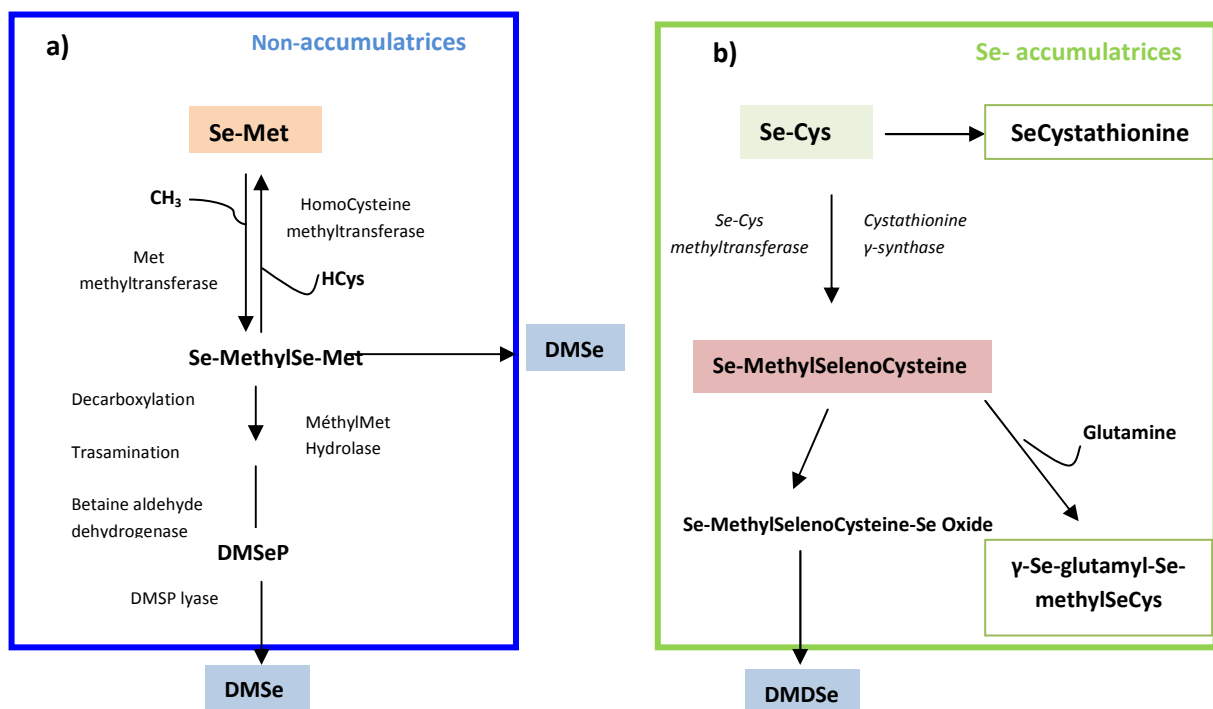 a)
Non-accumulatrices
Se-Met
CH₃
HomoCysteine
methyltransferase
Met
methyltransferase
HCys
Se-MethylSe-Met
DMSe
Decarboxylation
MéthylMet
Hydrolase
Trasamination
Betaine aldehyde
dehydrogenase
DMSeP
DMSP lyase
DMSe
b)
Se- accumulatrices
Se-Cys
SeCystathionine
Se-Cys
methyltransferase
Cystathionine
γ-synthase
Se-MethylSelenoCysteine
Glutamine
Se-MethylSelenoCysteine-Se Oxide
γ-Se-glutamyl-Se-
methylSeCys
DMDSe